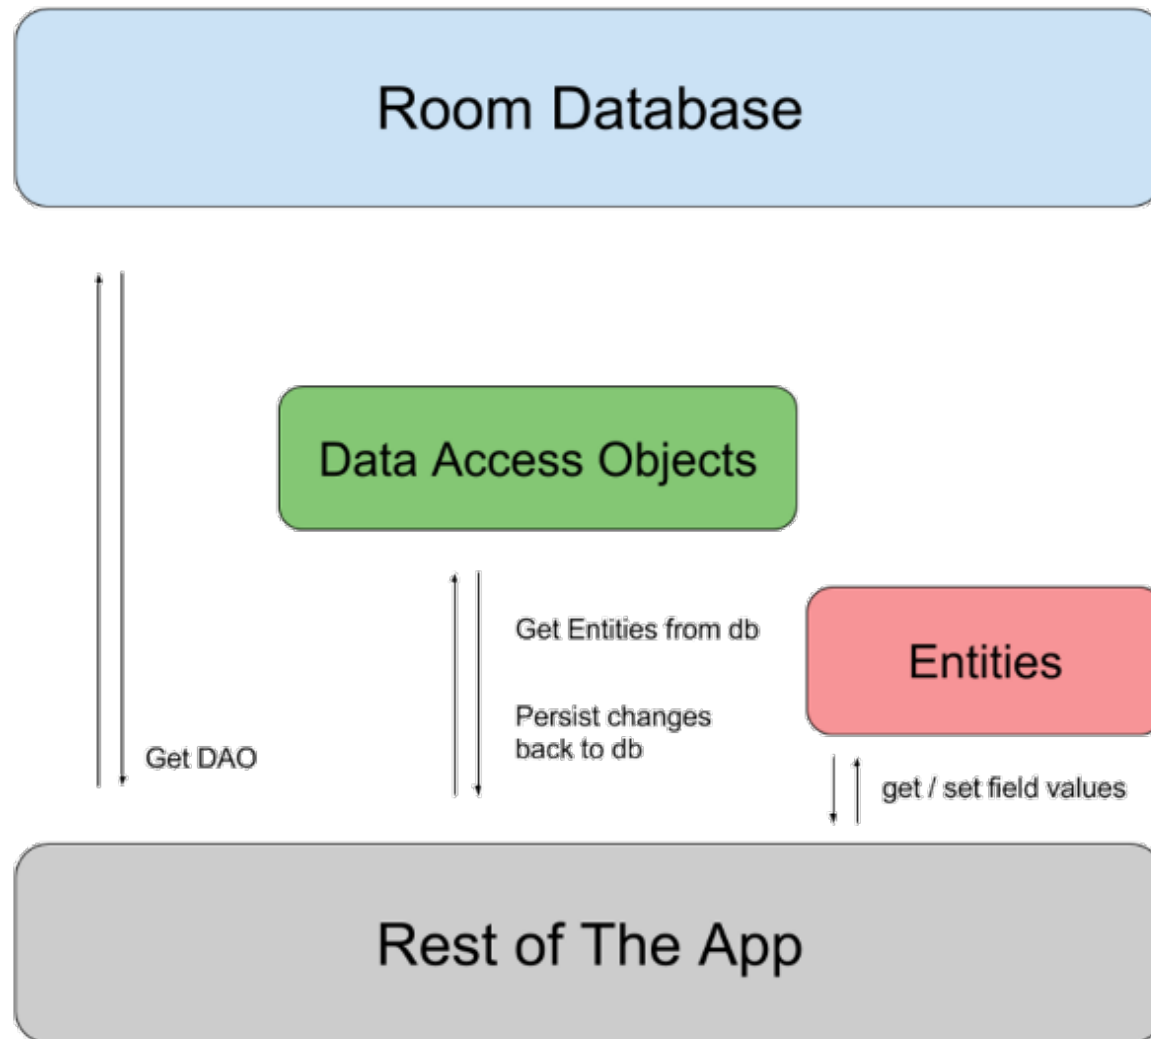 Room Database
Data Access Objects
Get Entities from db
Entities
Persist changes
back to db
Get DAO
get / set field values
Rest of The App